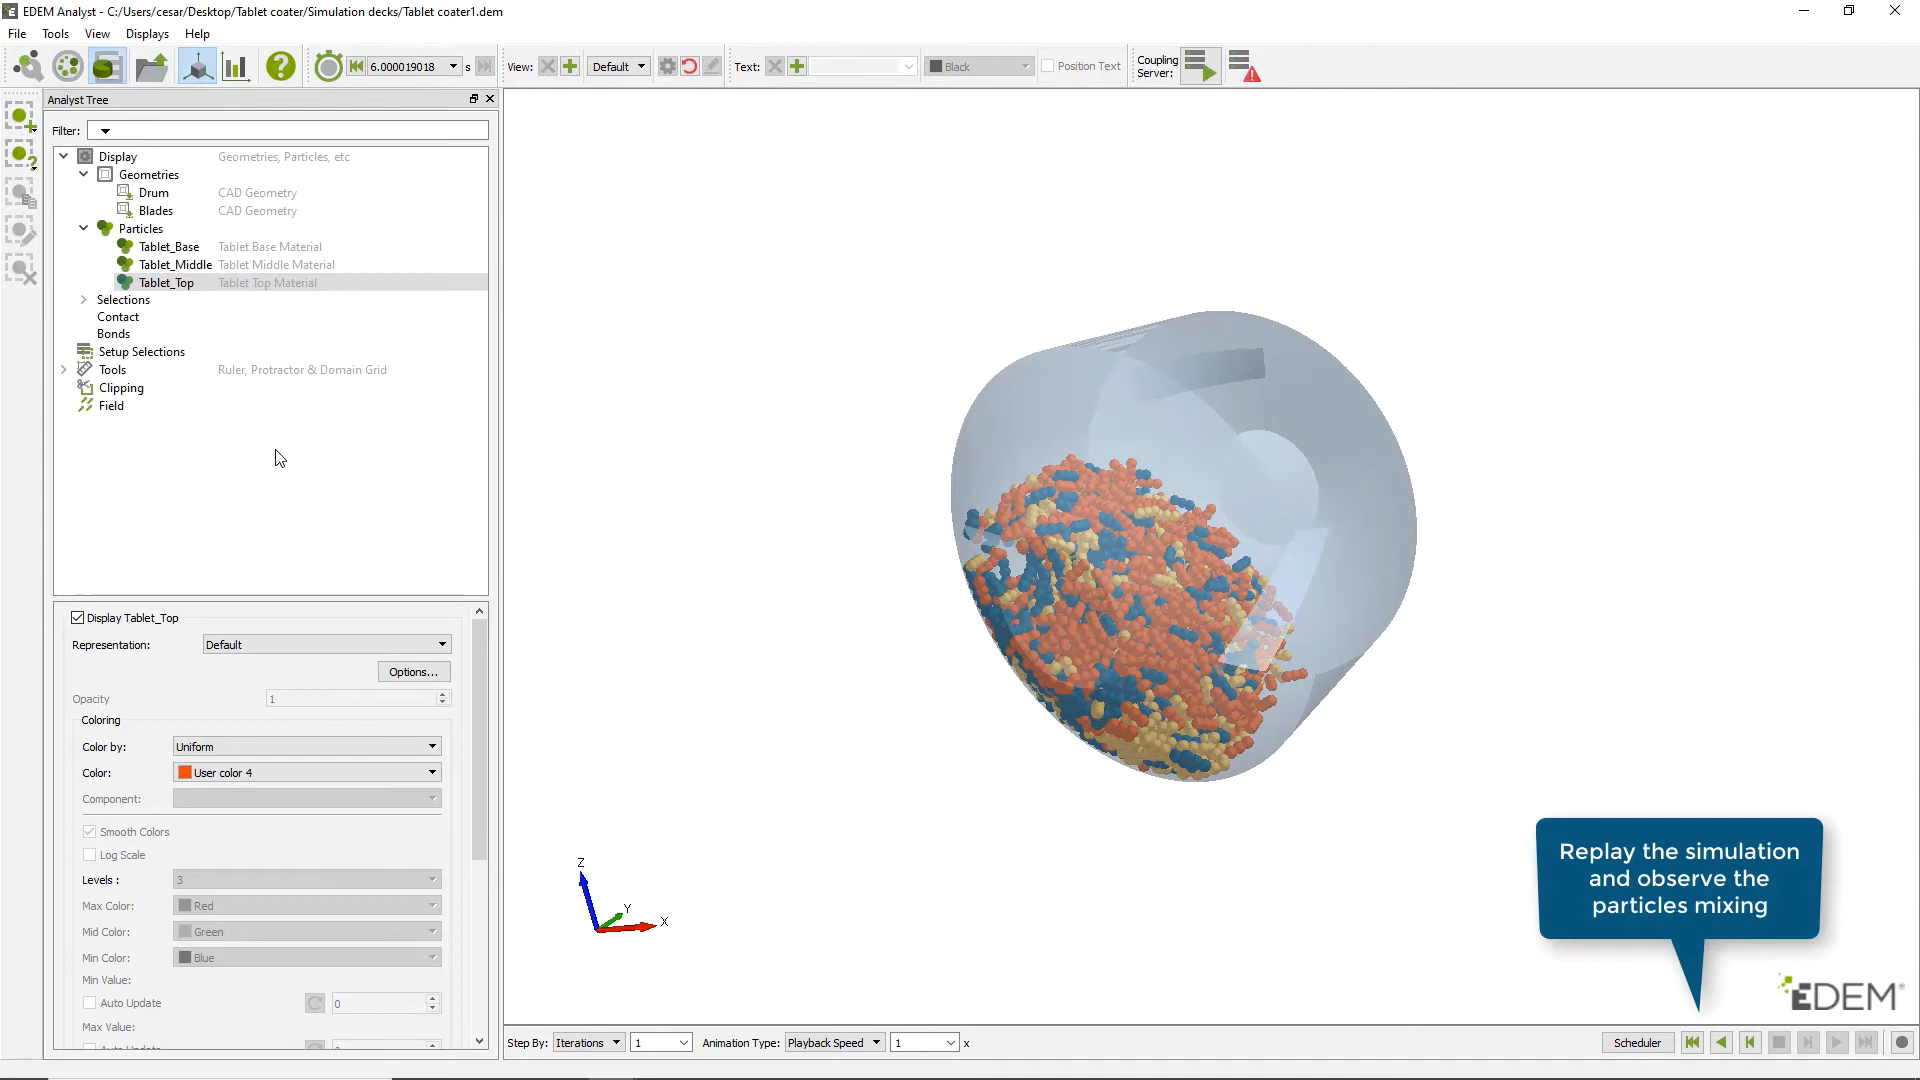 EDEM Analyst - C:/Users/cesar/Desktop/Tablet coater/Simulation decks/Tablet coater1.dem
File Tools View Displays Help
6.000019018 s View: Default Text: Black Position Text Coupling Server:
Analyst Tree
Filter:
Display Geometries, Particles, etc
Geometries
Drum CAD Geometry
Blades CAD Geometry
Particles
Tablet_Base Tablet Base Material
Tablet_Middle Tablet Middle Material
Tablet_Top Tablet Top Material
Selections
Contact
Bonds
Setup Selections
Tools Ruler, Protractor & Domain Grid
Clipping
Field
Display Tablet_Top
Representation: Default
Options...
Opacity 1
Coloring
Color by: Uniform
Color: User color 4
Component:
Smooth Colors
Log Scale
Levels : 3
Max Color: Red
Mid Color: Green
Min Color: Blue
Min Value:
Auto Update 0
Max Value:
Z
Y
X
Replay the simulation
and observe the
particles mixing
EDEM
Step By: Iterations 1 Animation Type: Playback Speed 1 x Scheduler